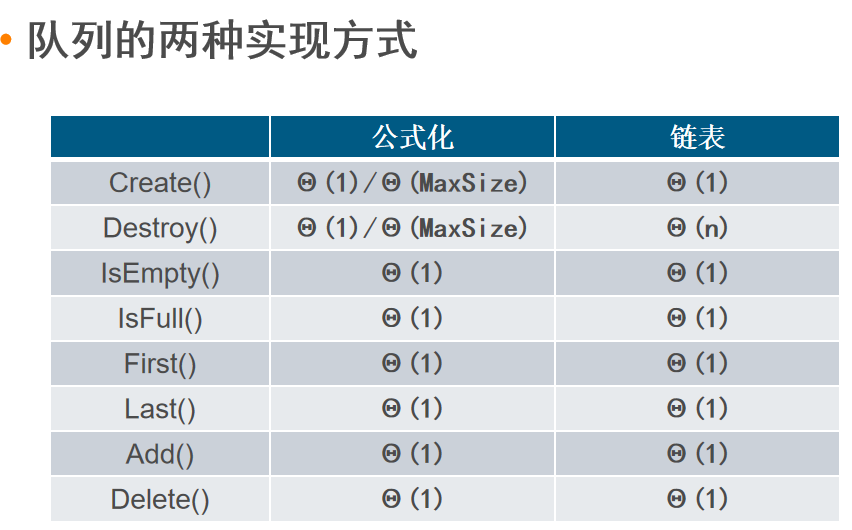 • 队列的两种实现方式
公式化 链表
Create() Θ(1)/Θ(MaxSize) Θ(1)
Destroy() Θ(1)/Θ(MaxSize) Θ(n)
IsEmpty() Θ(1) Θ(1)
IsFull() Θ(1) Θ(1)
First() Θ(1) Θ(1)
Last() Θ(1) Θ(1)
Add() Θ(1) Θ(1)
Delete() Θ(1) Θ(1)